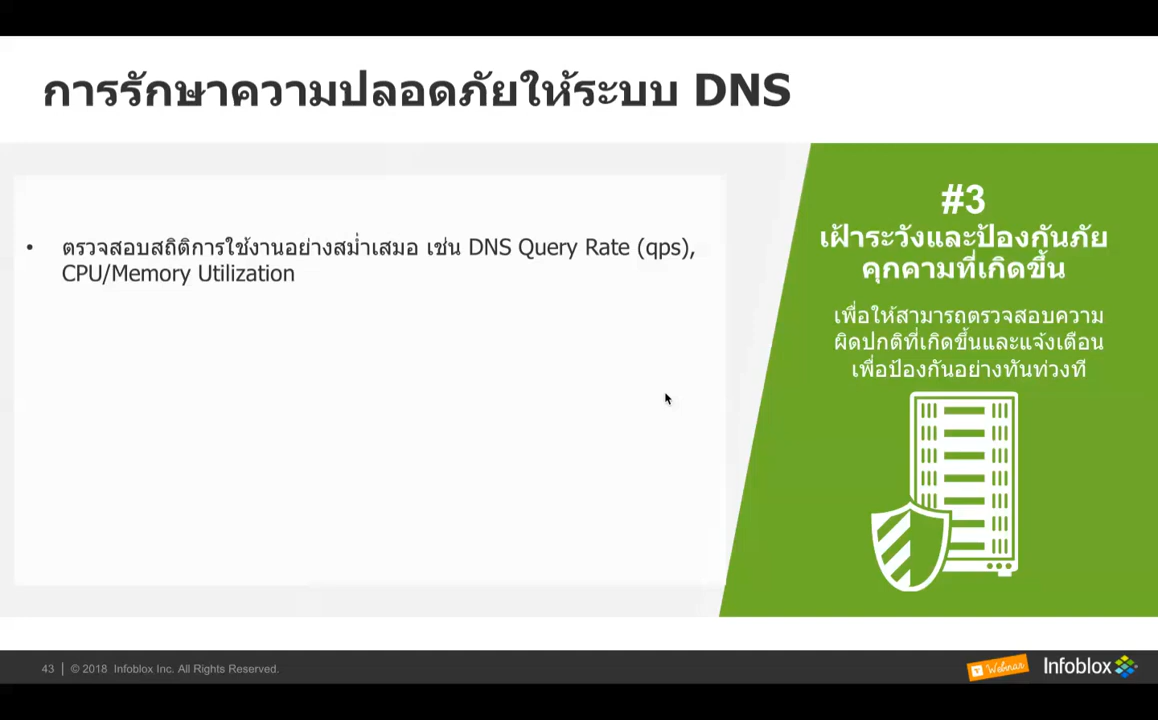 การรักษาความปลอดภัยให้ระบบ DNS
• ตรวจสอบสถิติการใช้งานอย่างสม่ำเสมอ เช่น DNS Query Rate (qps),
CPU/Memory Utilization
#3
เฝ้าระวังและป้องกันภัย
คุกคามที่เกิดขึ้น
เพื่อให้สามารถตรวจสอบความ
ผิดปกติที่เกิดขึ้นและแจ้งเตือน
เพื่อป้องกันอย่างทันท่วงที
43 | © 2018 Infoblox Inc. All Rights Reserved.
Webinar
Infoblox